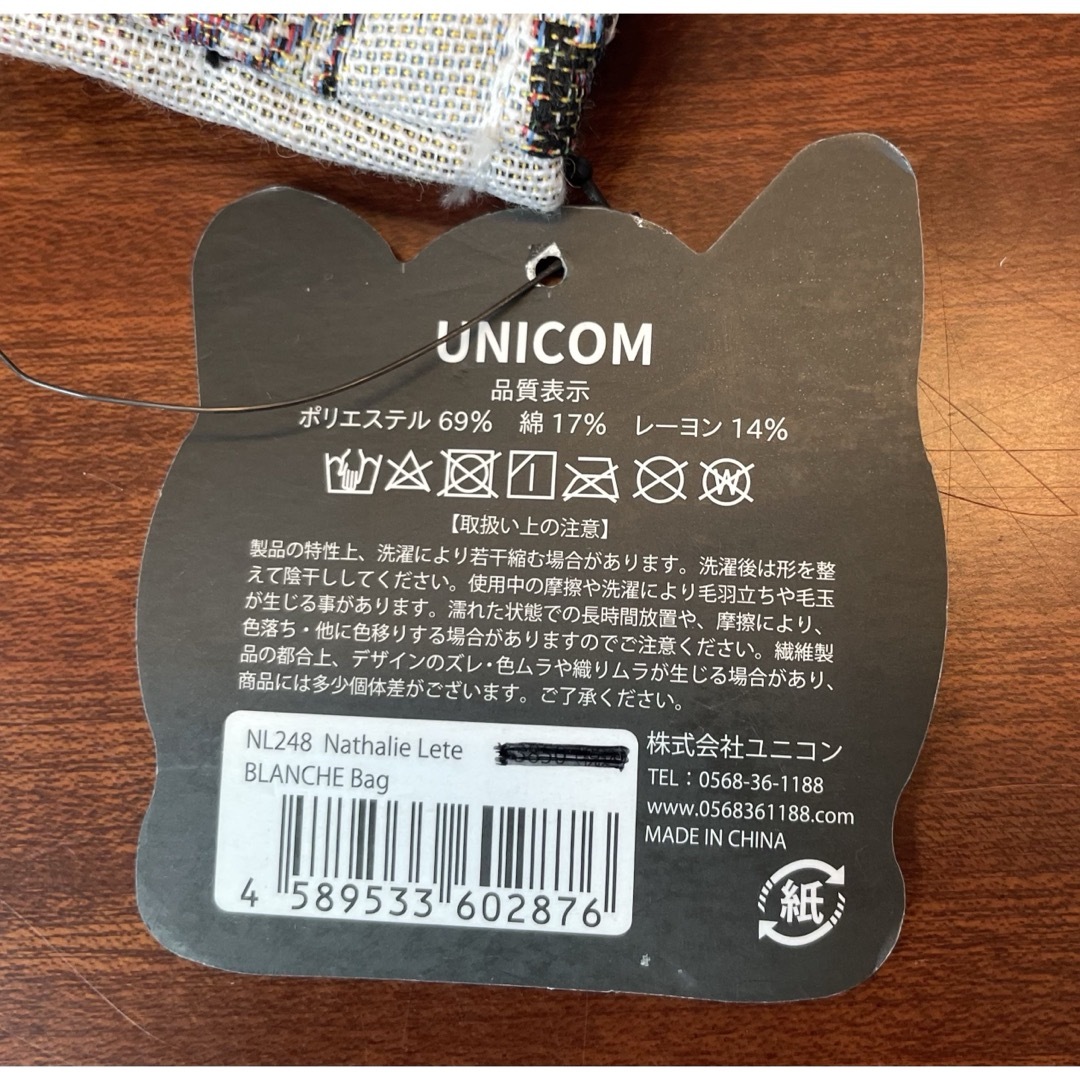 UNICOM
品質表示
ポリエステル 69% 綿 17% レーヨン 14%
W
【取扱い上の注意】
製品の特性上、洗濯により若干縮む場合があります。洗濯後は形を整
えて陰干ししてください。使用中の摩擦や洗濯により毛羽立ちや毛玉
が生じる事があります。濡れた状態での長時間放置や、摩擦により、
色落ち・他に色移りする場合がありますのでご注意ください。繊維製
品の都合上、デザインのズレ・色ムラや織りムラが生じる場合があり、
商品には多少個体差がございます。ご了承ください。
NL248 Nathalie Lete
BLANCHE Bag
4 589533 602876
株式会社ユニコン
TEL：0568-36-1188
www.0568361188.com
MADE IN CHINA
紙